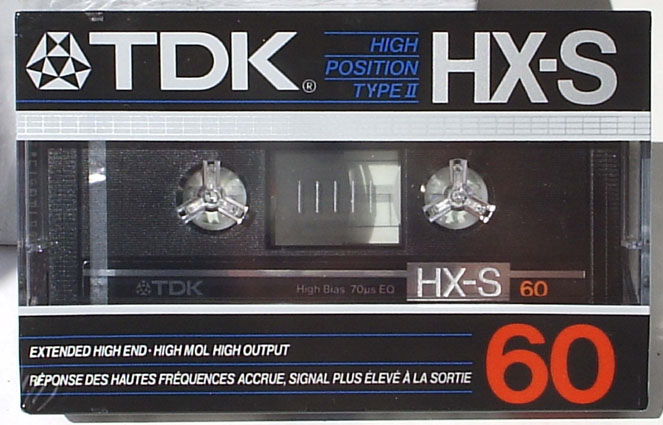 TDK®
HIGH
POSITION
TYPE II
HX-S
TDK
High Bias 70µs EQ
HX-S
60
EXTENDED HIGH END · HIGH MOL HIGH OUTPUT
RÉPONSE DES HAUTES FRÉQUENCES ACCRUE, SIGNAL PLUS ÉLEVÉ À LA SORTIE
60